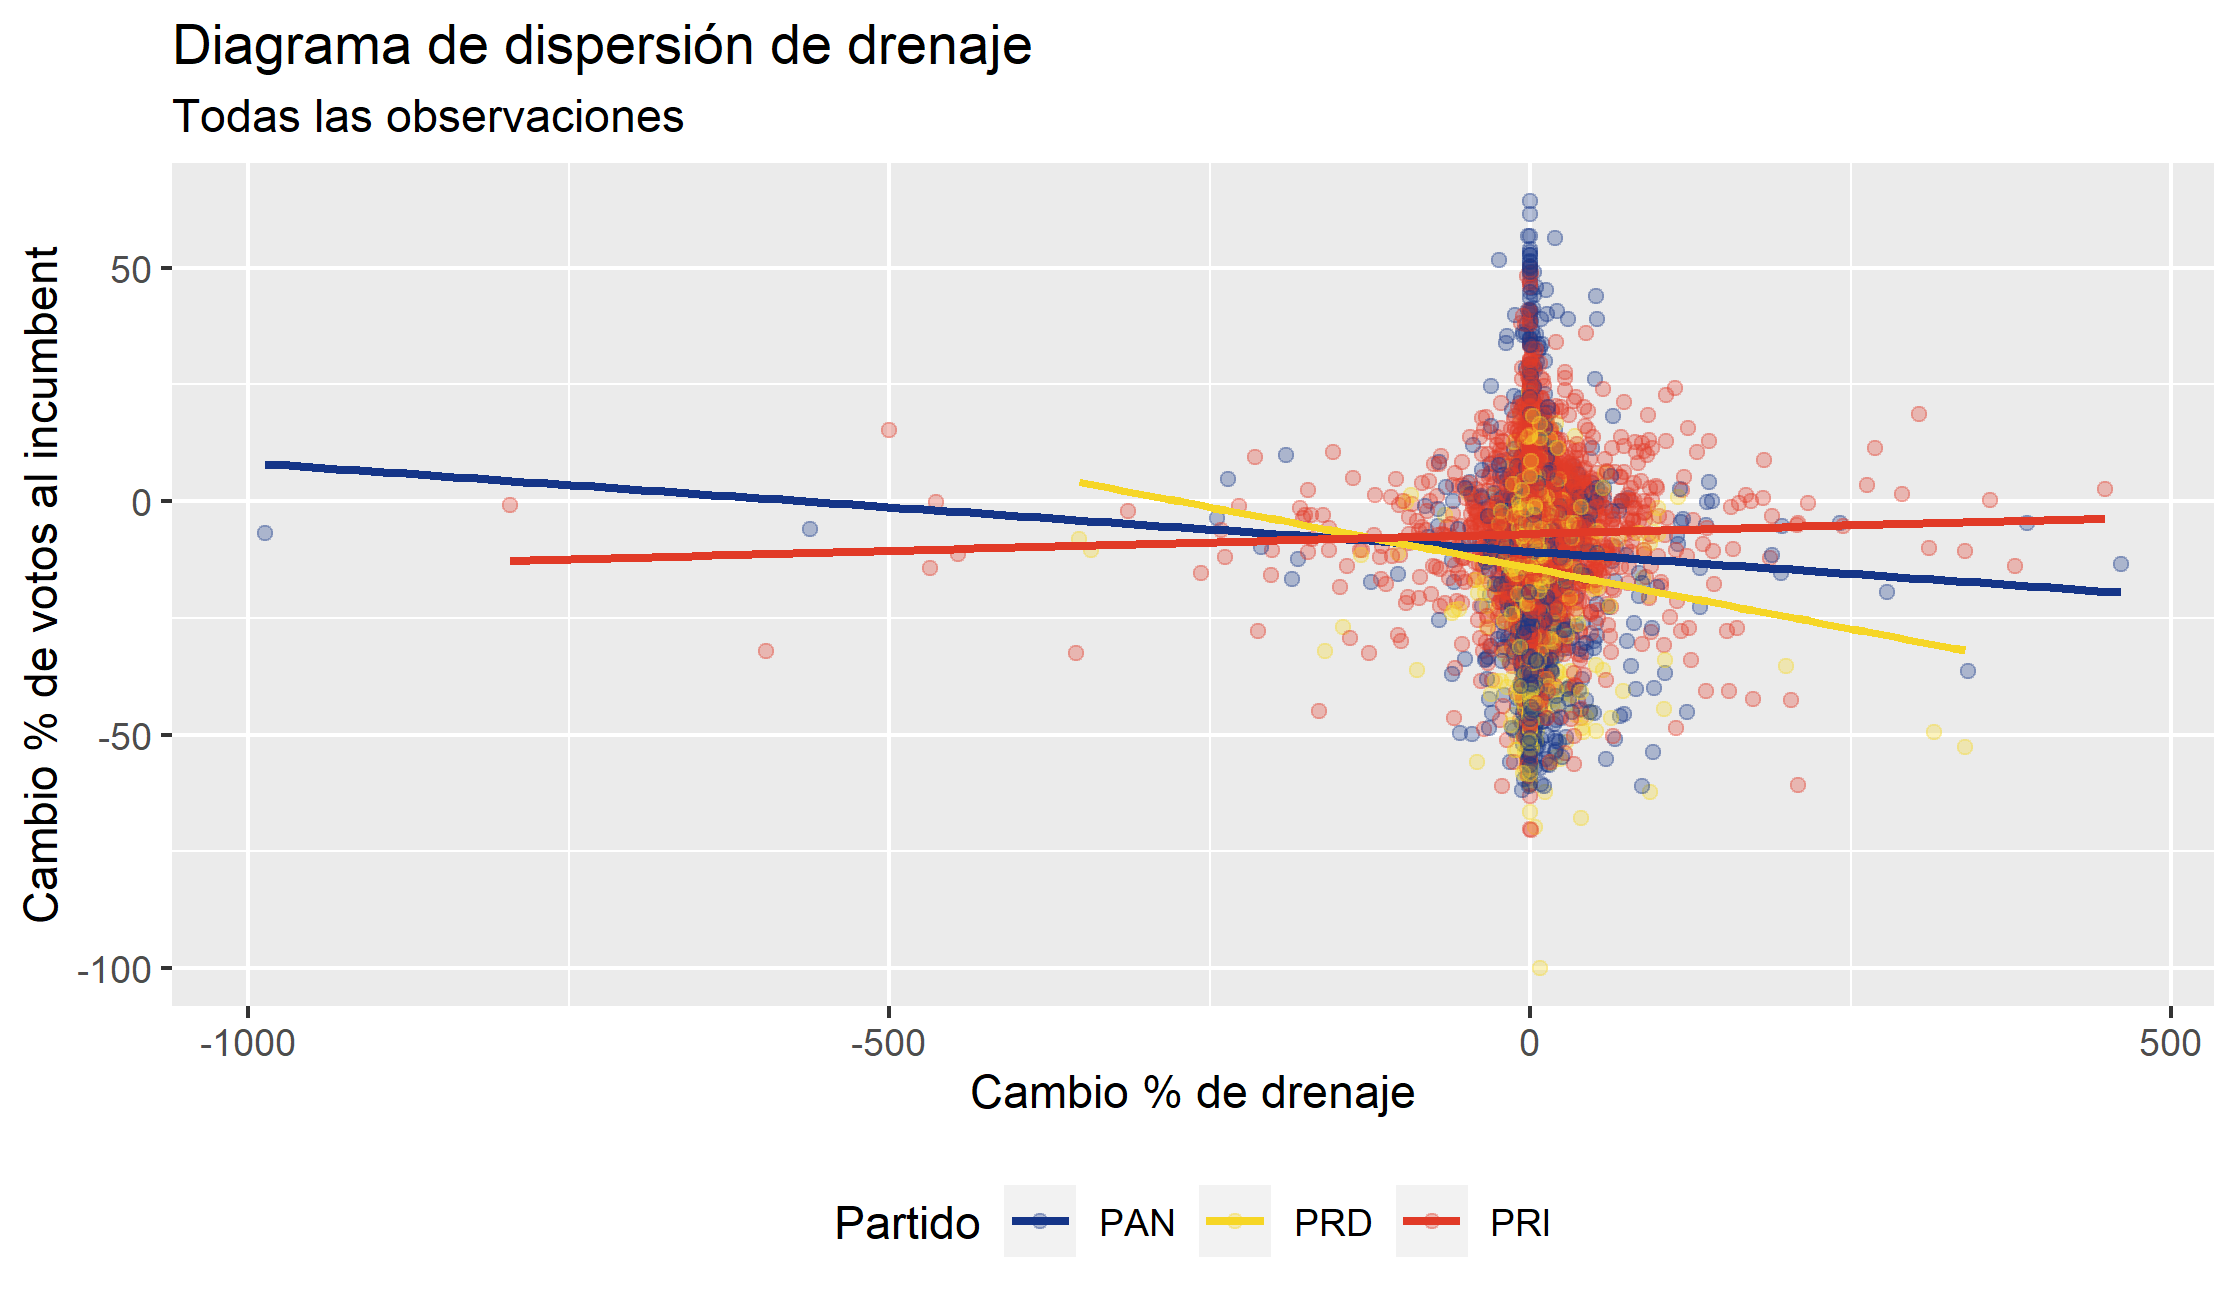 Diagrama de dispersión de drenaje
Todas las observaciones
Cambio % de votos al incumbent
50
0
-50
-100
-1000
-500
0
500
Cambio % de drenaje
Partido PAN PRD PRI